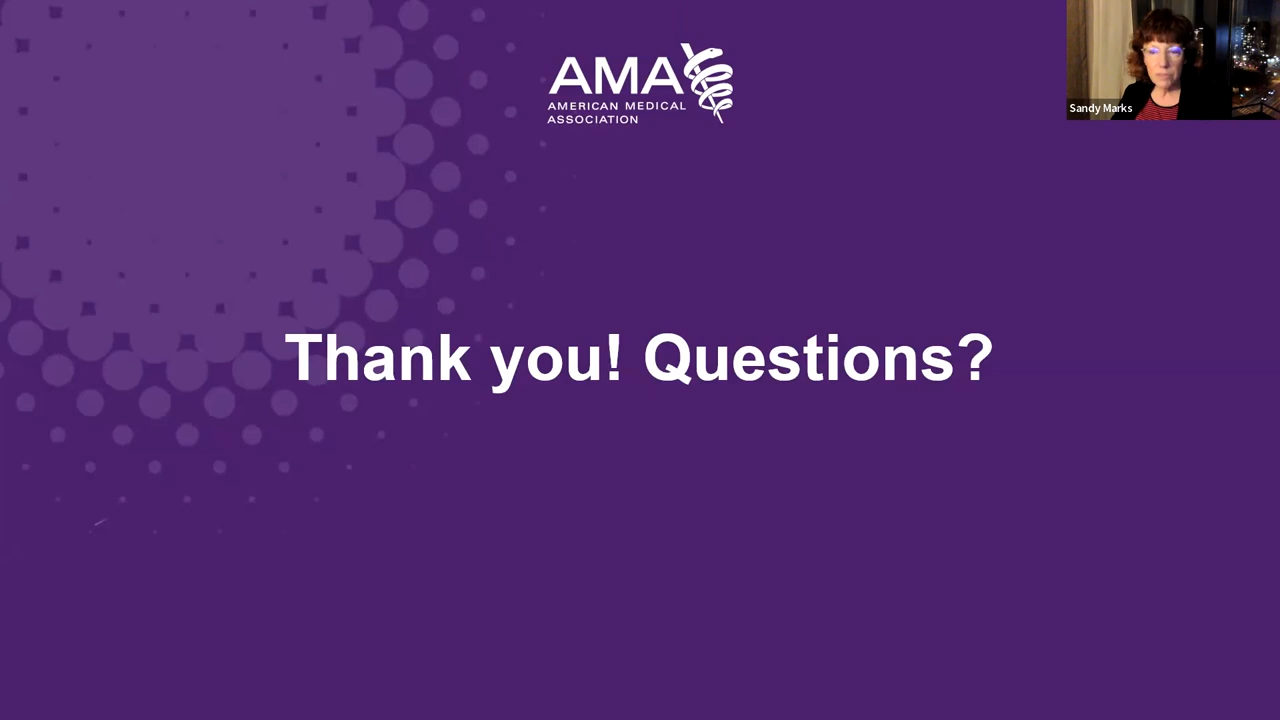 AMA
AMERICAN MEDICAL
ASSOCIATION
Sandy Marks
Thank you! Questions?